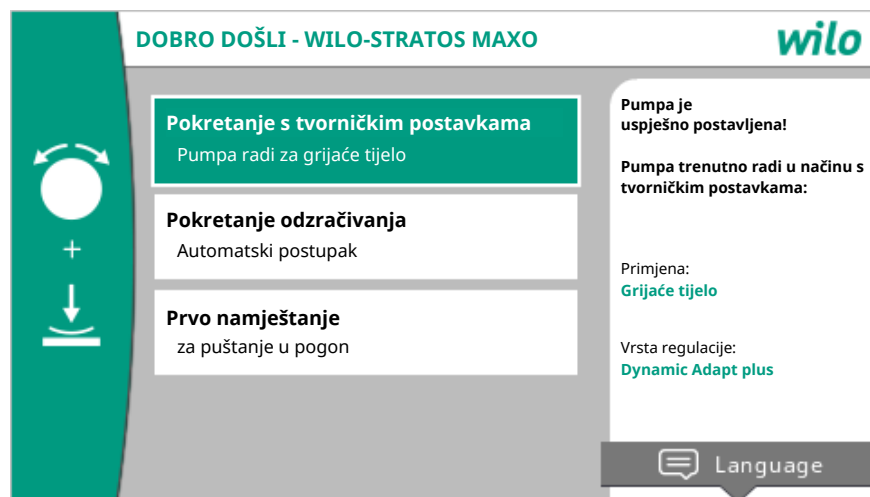 DOBRO DOŠLI - WILO-STRATOS MAXO
wilo
Pokretanje s tvorničkim postavkama
Pumpa radi za grijaće tijelo
Pokretanje odzračivanja
Automatski postupak
Prvo namještanje
za puštanje u pogon
+
Pumpa je
uspješno postavljena!
Pumpa trenutno radi u načinu s
tvorničkim postavkama:
Primjena:
Grijaće tijelo
Vrsta regulacije:
Dynamic Adapt plus
Language